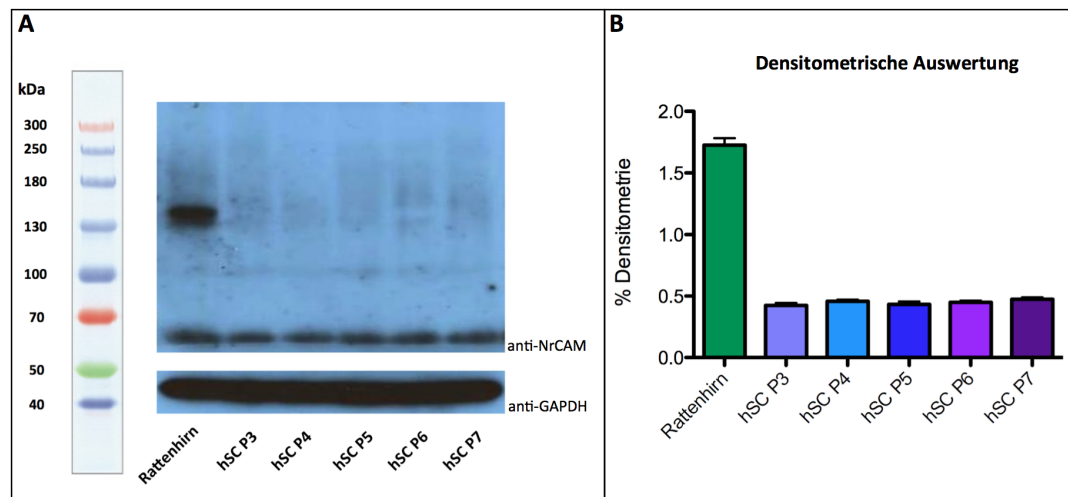 A
kDa
300
250
180
130
100
70
50
40
anti-NrCAM
anti-GAPDH
Rattenhirn
hSC P3
hSC P4
hSC P5
hSC P6
hSC P7
B
Densitometrische Auswertung
% Densitometrie
2.0
1.5
1.0
0.5
0.0
Rattenhirn
hSC P3
hSC P4
hSC P5
hSC P6
hSC P7